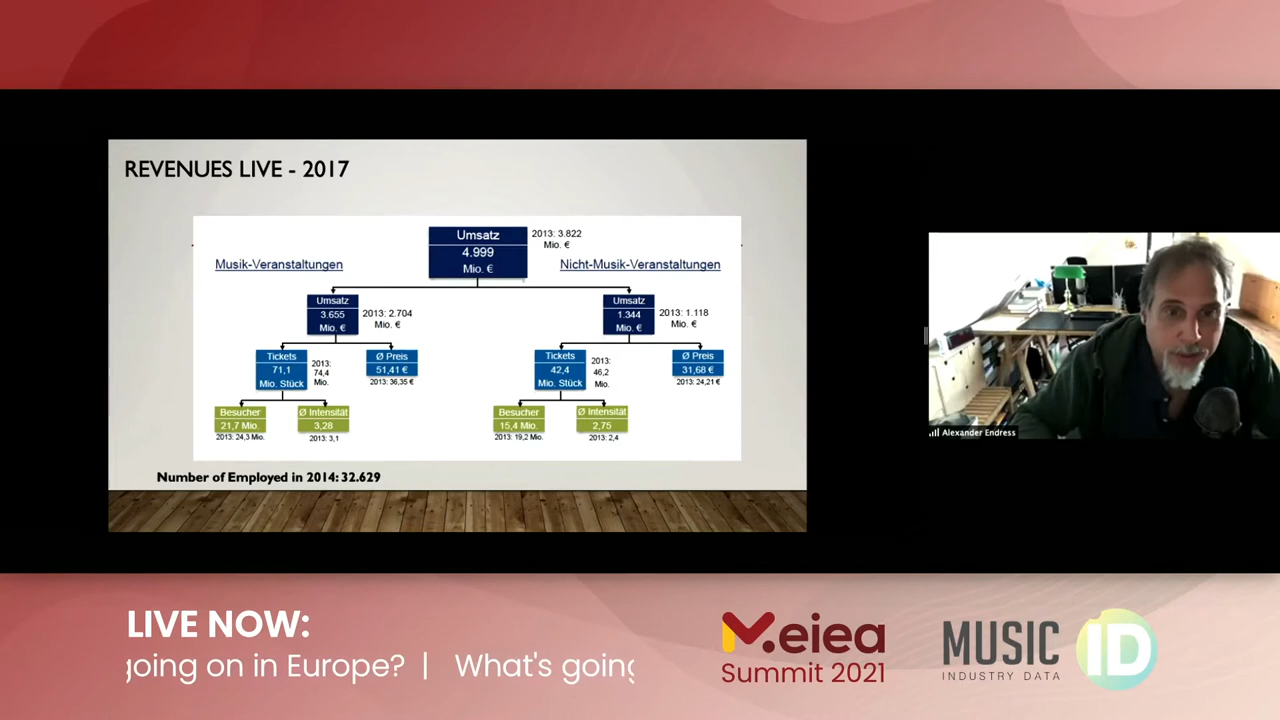 REVENUES LIVE - 2017
Umsatz
4.999
Mio. €
2013: 3.822
Mio. €
Musik-Veranstaltungen
Nicht-Musik-Veranstaltungen
Umsatz
3.655
Mio. €
2013: 2.704
Mio. €
Umsatz
1.344
Mio. €
2013: 1.118
Mio. €
Tickets
71,1
Mio. Stück
2013:
74,4
Mio.
Ø Preis
51,41 €
2013: 36,35 €
Tickets
42,4
Mio. Stück
2013:
46,2
Mio.
Ø Preis
31,68 €
2013: 24,21 €
Besucher
21,7 Mio.
2013: 24,3 Mio.
Ø Intensität
3,28
2013: 3,1
Besucher
15,4 Mio.
2013: 19,2 Mio.
Ø Intensität
2,75
2013: 2,4
Number of Employed in 2014: 32.629
Alexander Endress
LIVE NOW:
going on in Europe? | What's going
meiea
Summit 2021
MUSIC
INDUSTRY DATA
ID